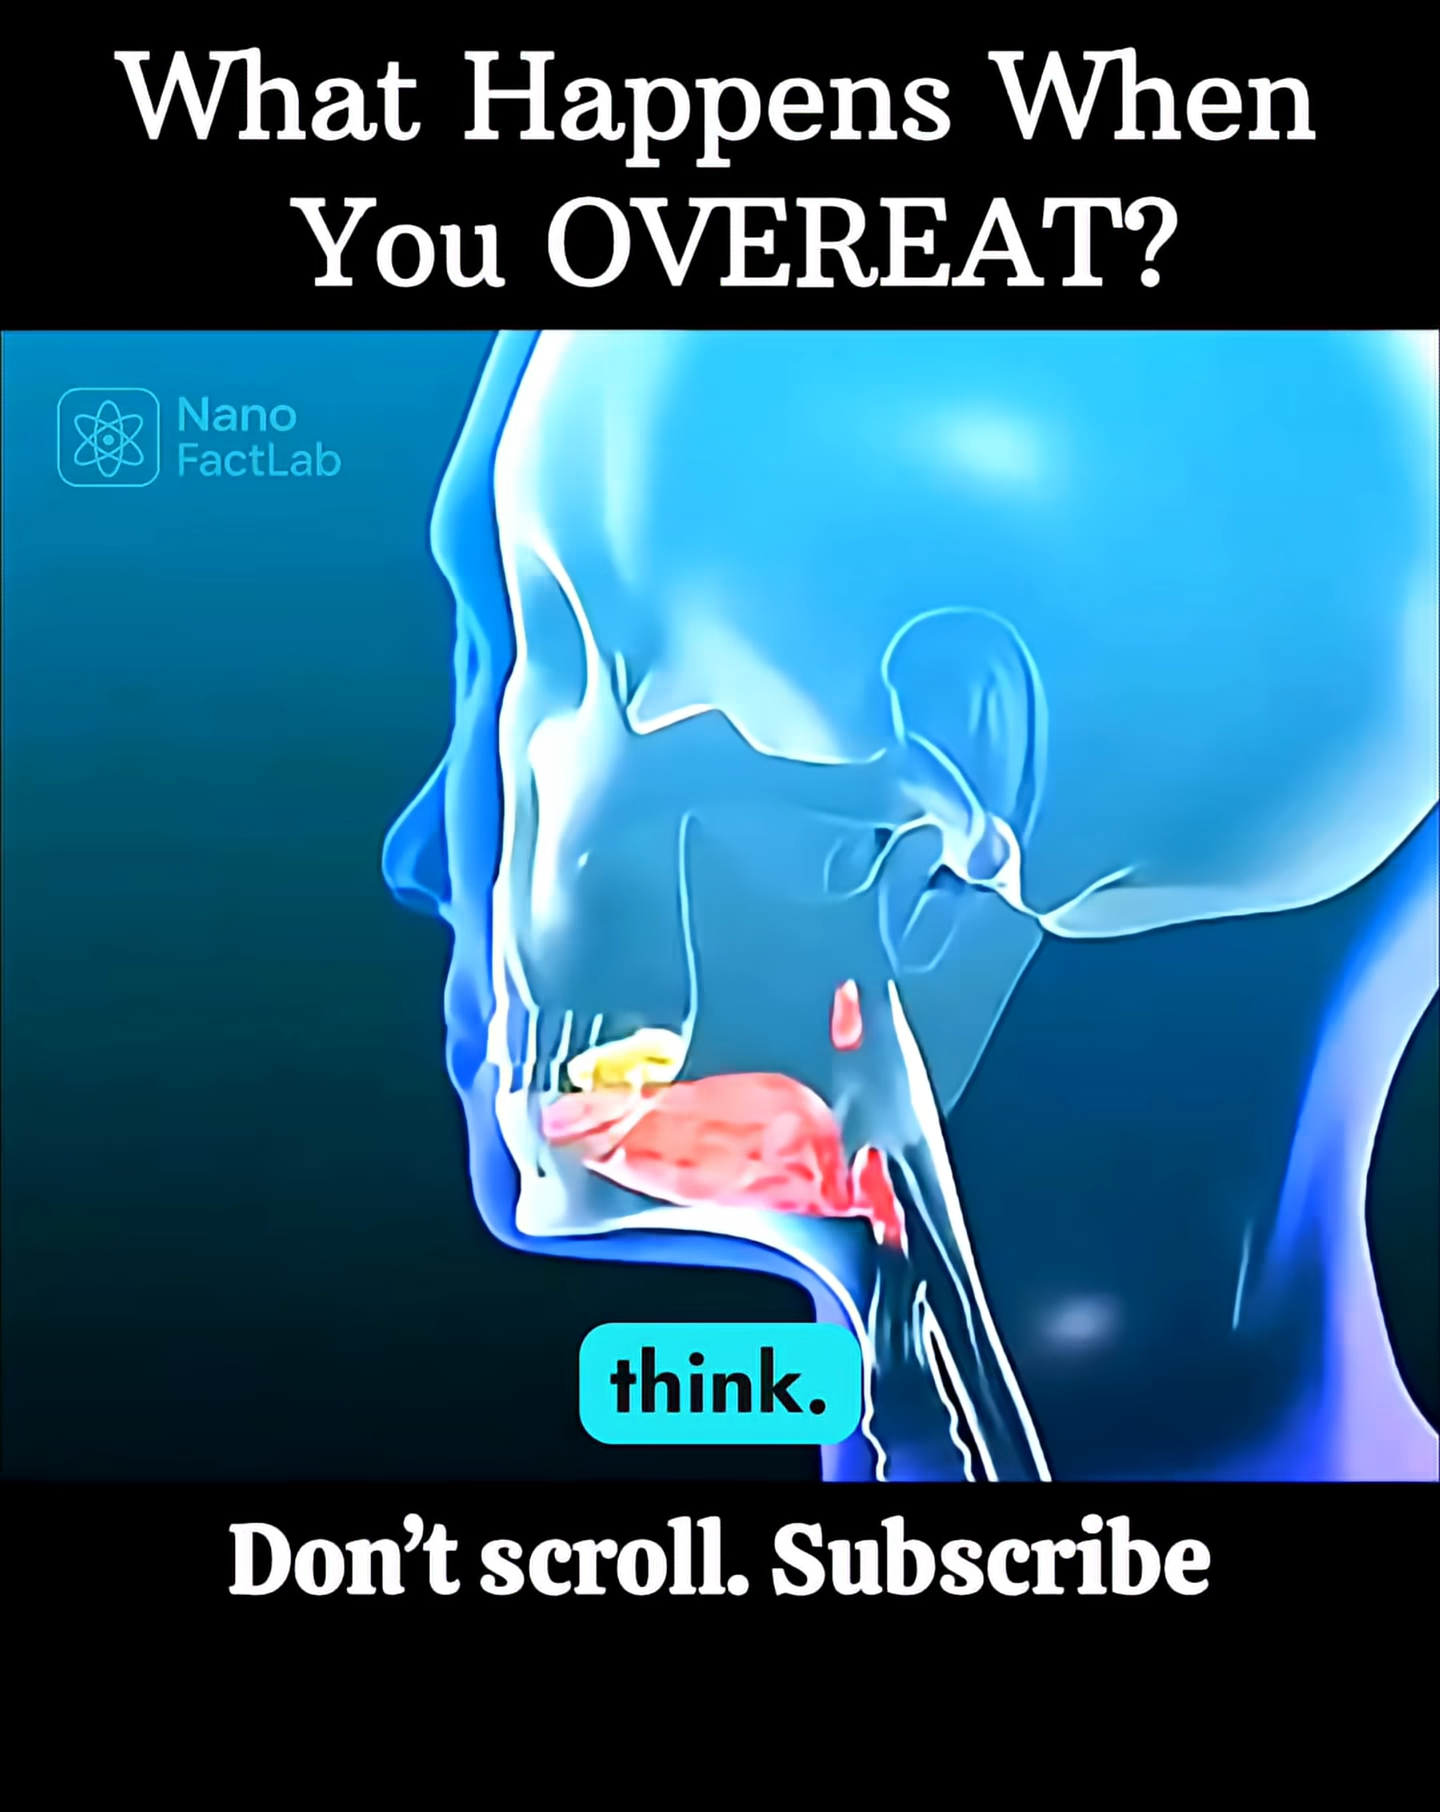 What Happens When
You OVEREAT?
Nano
FactLab
think.
Don’t scroll. Subscribe